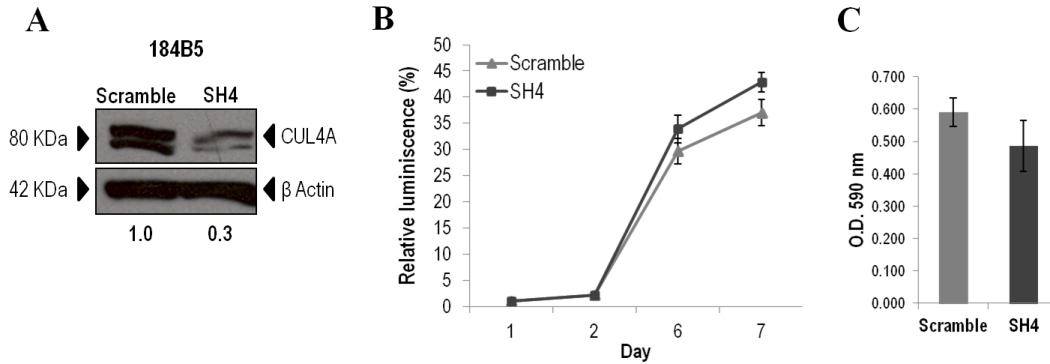 A
184B5
Scramble SH4
80 KDa CUL4A
42 KDa β Actin
1.0 0.3
B
Relative luminiscence (%)
50
45
40
35
30
25
20
15
10
5
0
Scramble
SH4
1 2 6 7
Day
C
O.D. 590 nm
0.700
0.600
0.500
0.400
0.300
0.200
0.100
0.000
Scramble SH4